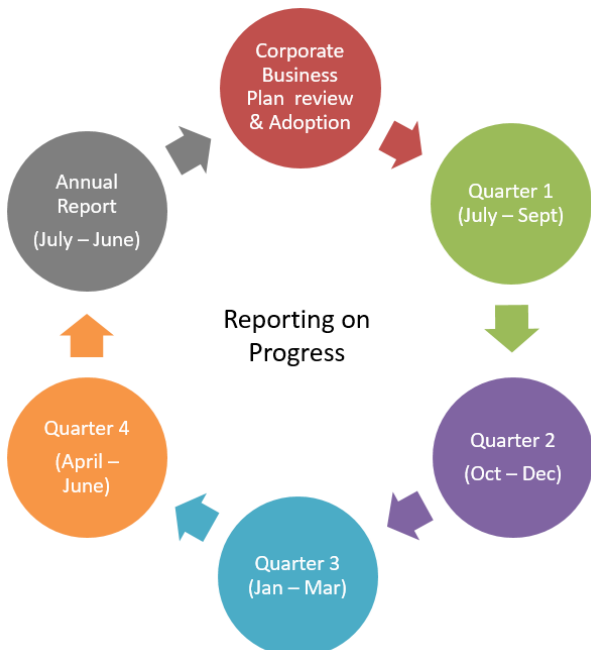 Corporate
Business
Plan review
& Adoption
Quarter 1
(July – Sept)
Quarter 2
(Oct – Dec)
Quarter 3
(Jan – Mar)
Quarter 4
(April –
June)
Annual
Report
(July – June)
Reporting on
Progress